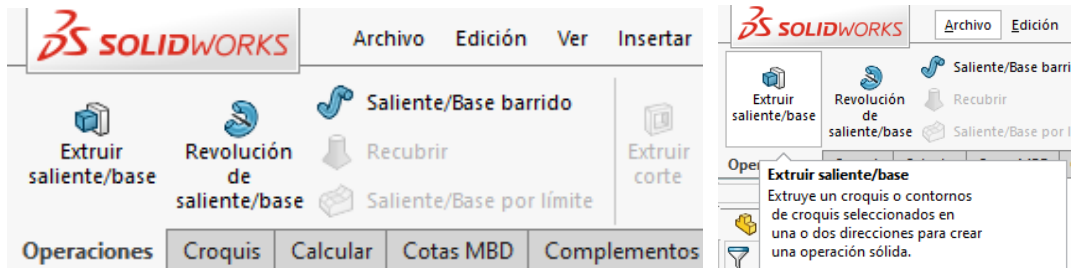 SOLIDWORKS Archivo Edición Ver Insertar
Extruir
saliente/base
Revolución
de
saliente/base
Saliente/Base barrido
Recubrir
Saliente/Base por límite
Extruir
corte
Operaciones Croquis Calcular Cotas MBD Complementos
SOLIDWORKS Archivo Edición
Extruir
saliente/base
Revolución
de
saliente/base
Saliente/Base
Recubrir
Saliente/Base por
Extruir saliente/base
Extruye un croquis o contornos
de croquis seleccionados en
una o dos direcciones para crear
una operación sólida.